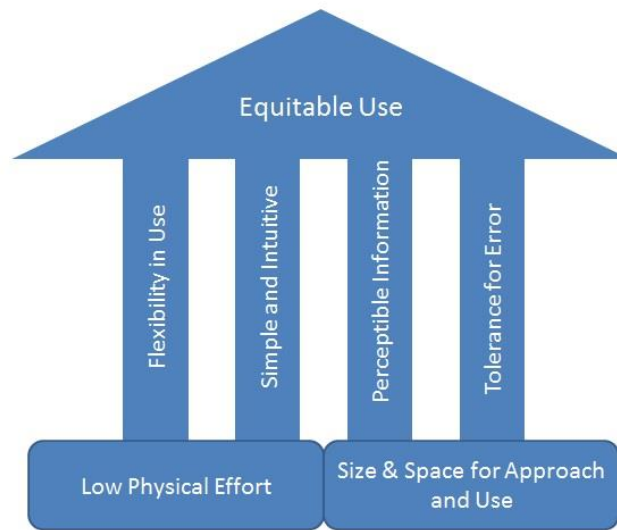 Equitable Use
Flexibility in Use
Simple and Intuitive
Perceptible Information
Tolerance for Error
Low Physical Effort
Size & Space for Approach
and Use